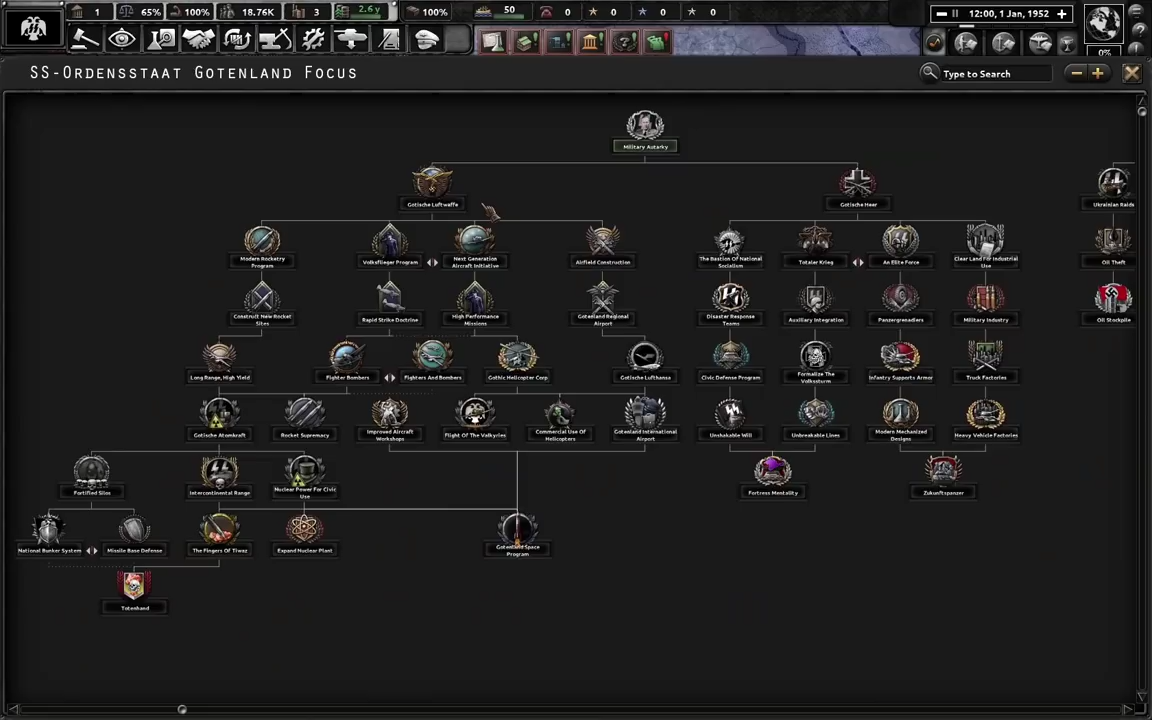 1
65%
100%
18.76K
3
2.6y
100%
50
0
0
0
0
12:00, 1 Jan, 1952
0%
SS-Ordensstaat Gotenland Focus
Type to Search
Military Autarky
Gotische Luftwaffe
Gotische Heer
Ukrainian Raids
Modern Rocketry
Program
Volksflieger Program
Next Generation
Aircraft Initiative
Airfield Construction
The Bastion Of National
Socialism
Totaler Krieg
An Elite Force
Clear Land For Industrial
Use
Oil Theft
Construct New Rocket
Sites
Rapid Strike Doctrine
High Performance
Missions
Gotenland Regional
Airport
Disaster Response
Teams
Auxiliary Integration
Panzergrenadiers
Military Industry
Oil Stockpile
Long Range, High Yield
Fighter Bombers
Fighters And Bombers
Gothic Helicopter Corp
Gotische Lufthansa
Civic Defense Program
Formalize The
Volkssturm
Infantry Supports Armor
Truck Factories
Gotische Atomkraft
Rocket Supremacy
Improved Aircraft
Workshops
Flight Of The Valkyries
Commercial Use Of
Helicopters
Gotenland International
Airport
Unshakable Will
Unbreakable Lines
Modern Mechanized
Designs
Heavy Vehicle Factories
Fortified Silos
Intercontinental Range
Nuclear Power For Civic
Use
Fortress Mentality
Zukunftspanzer
National Bunker System
Missile Base Defense
The Fingers Of Tiwaz
Expand Nuclear Plant
Gotenland Space
Program
Totenhand